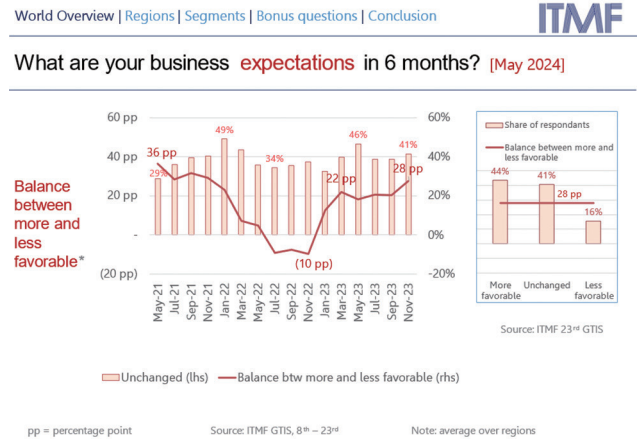 World Overview | Regions | Segments | Bonus questions | Conclusion
ITMF
What are your business expectations in 6 months? [May 2024]
Balance
between
more and
less
favorable*
60 pp
40 pp
20 pp
-
(20 pp)
60%
40%
20%
0%
-20%
36 pp
29%
49%
34%
(10 pp)
22 pp
46%
41%
28 pp
May-21
Jul-21
Sep-21
Nov-21
Jan-22
Mar-22
May-22
Jul-22
Sep-22
Nov-22
Jan-23
Mar-23
May-23
Jul-23
Sep-23
Nov-23
Unchanged (lhs)
Balance btw more and less favorable (rhs)
Share of respondants
Balance between more and
less favorable
44%
41%
28 pp
16%
More
favorable
Unchanged
Less
favorable
Source: ITMF 23rd GTIS
pp = percentage point
Source: ITMF GTIS, 8th – 23rd
Note: average over regions